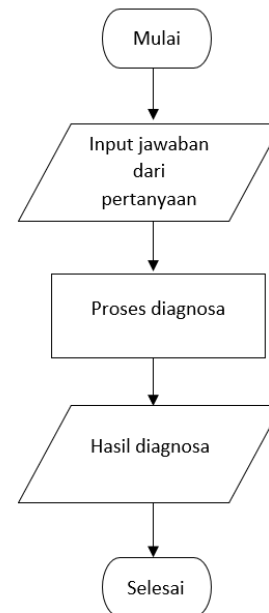 Mulai
Input jawaban
dari
pertanyaan
Proses diagnosa
Hasil diagnosa
Selesai